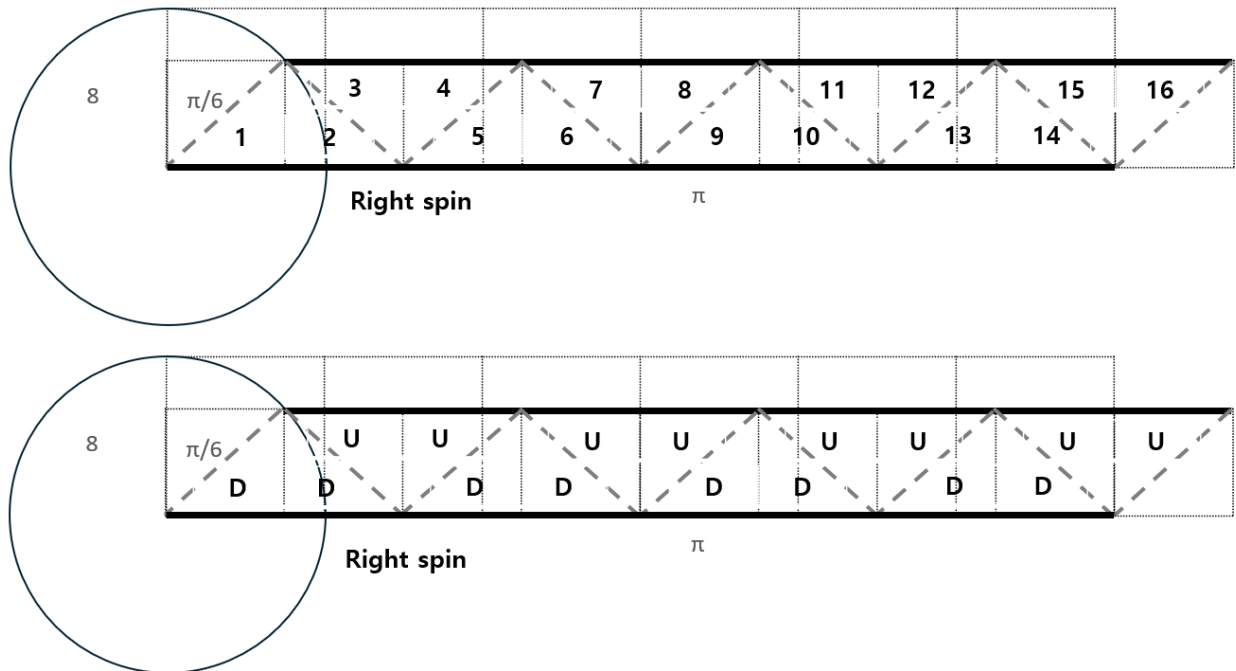 3 4 7 8 11 12 15 16
8
π/6
1 2 5 6 9 10 13 14
Right spin
π
U U U U U U U U
8
π/6
D D D D D D D D
π
Right spin